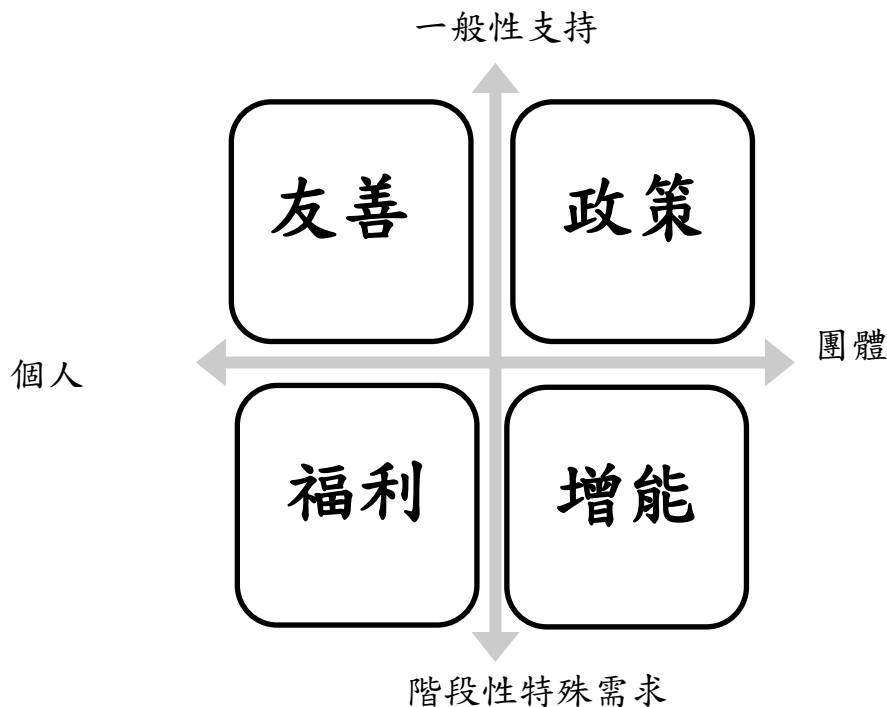 一般性支持
友善
政策
個人
團體
福利
增能
階段性特殊需求